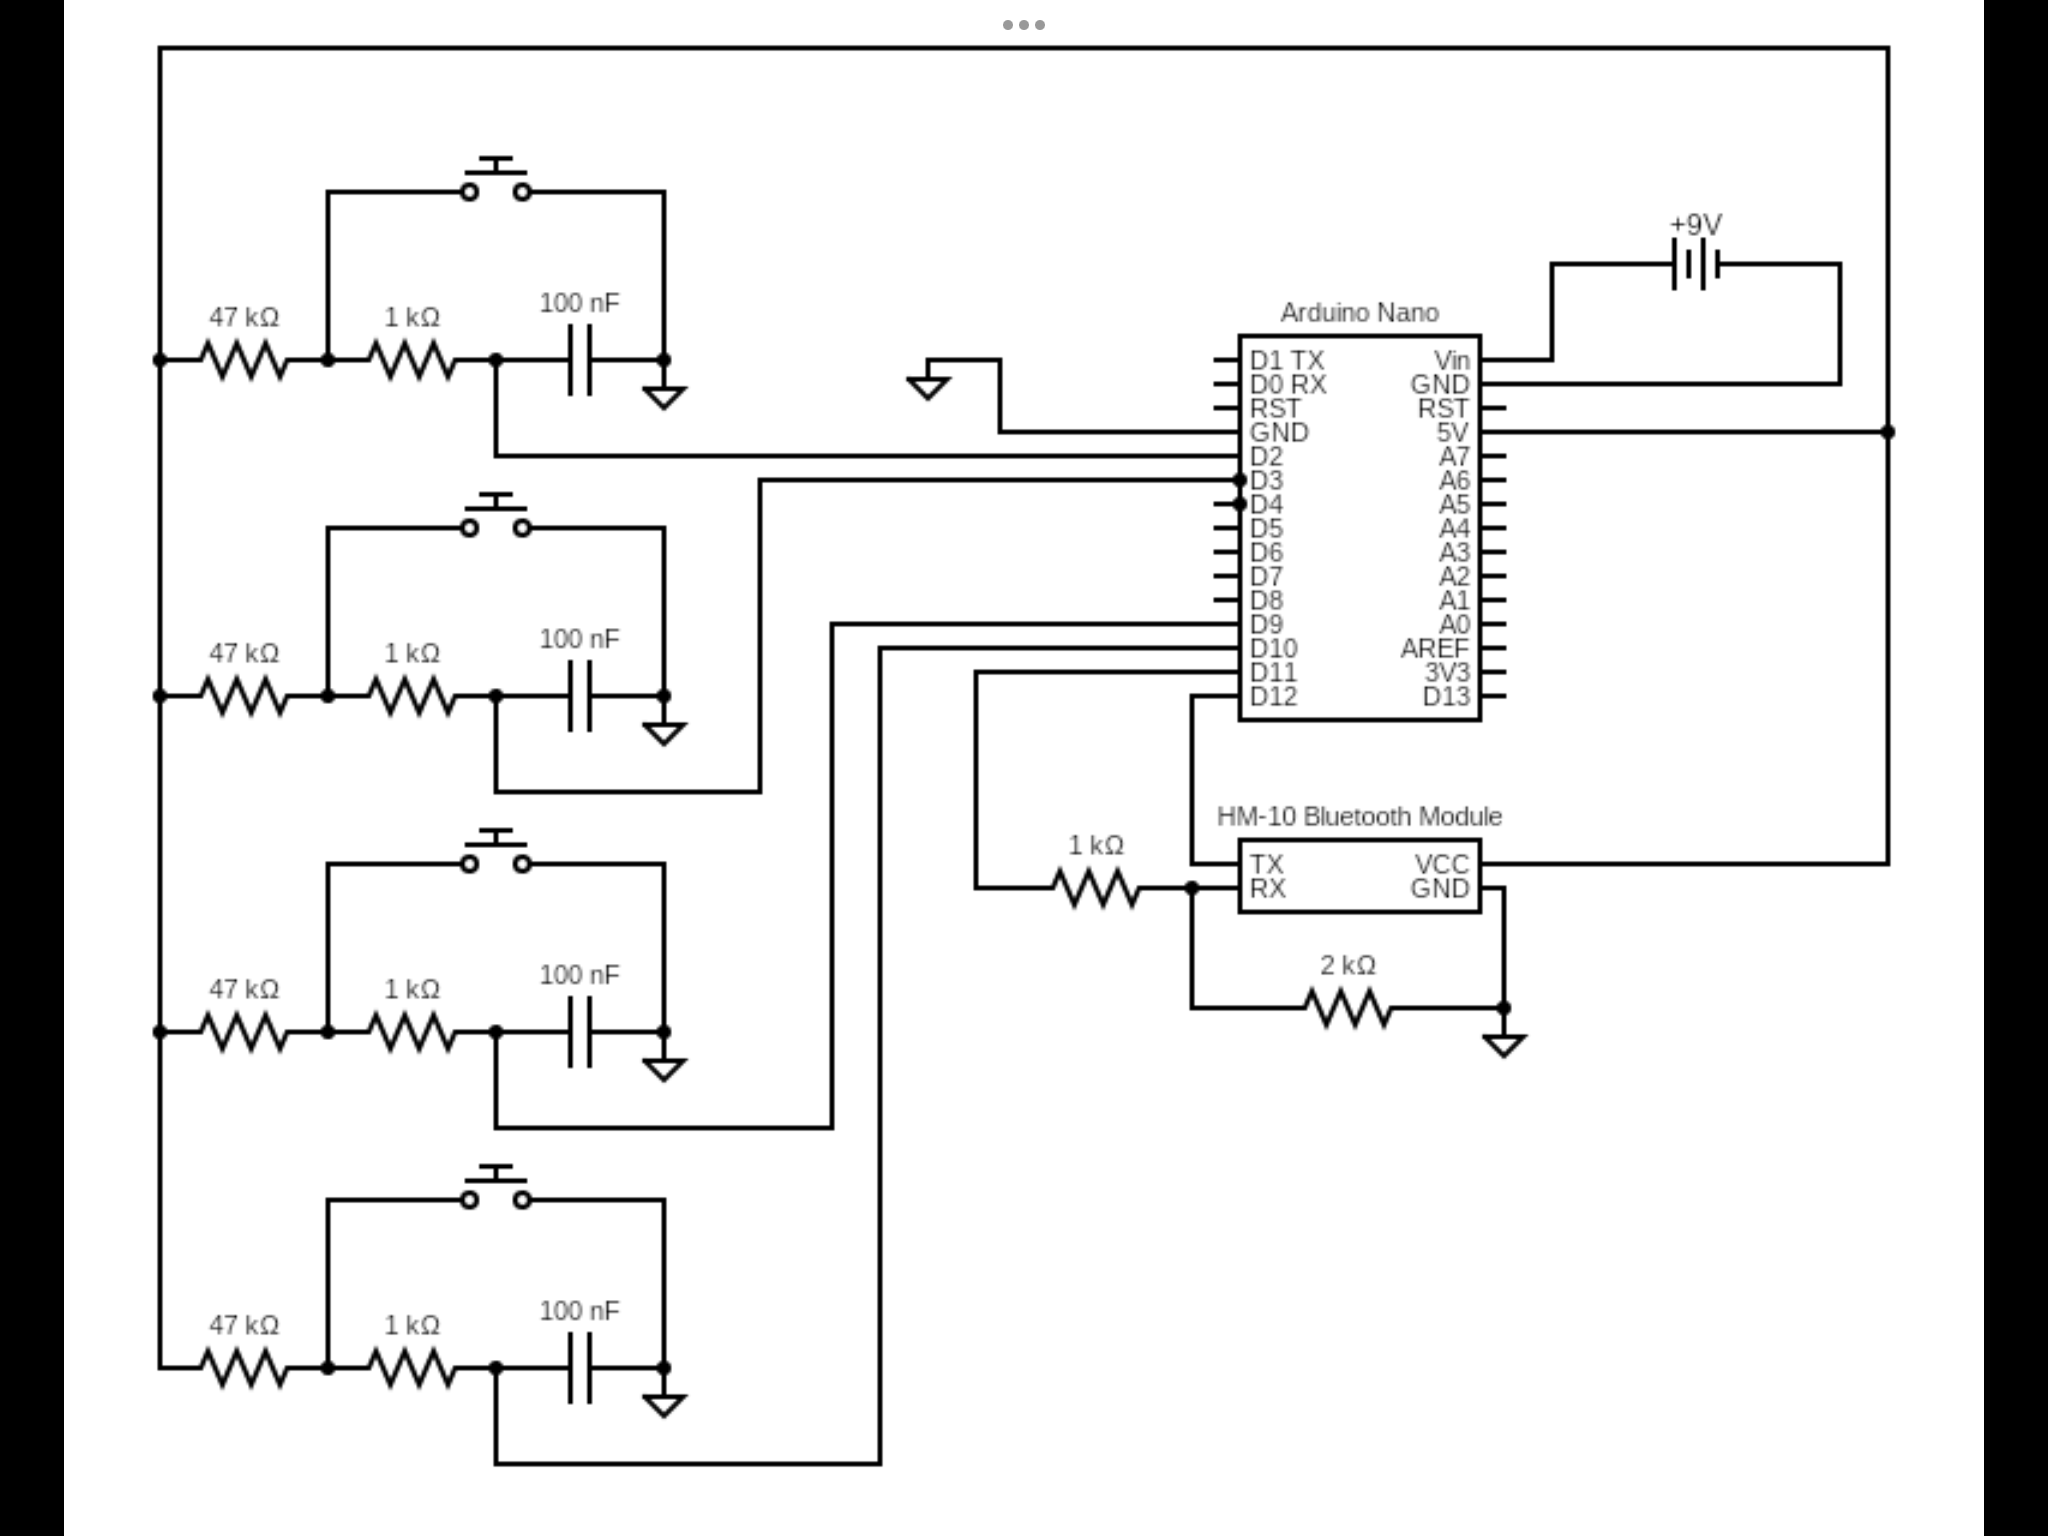 +9V
100 nF
47 kΩ
1 kΩ
Arduino Nano
D1 TX
Vin
D0 RX
GND
RST
RST
GND
5V
D2
A7
D3
A6
D4
A5
D5
A4
D6
A3
D7
A2
D8
A1
D9
A0
D10
AREF
D11
3V3
D12
D13
100 nF
47 kΩ
1 kΩ
HM-10 Bluetooth Module
1 kΩ
TX
VCC
RX
GND
2 kΩ
100 nF
47 kΩ
1 kΩ
100 nF
47 kΩ
1 kΩ